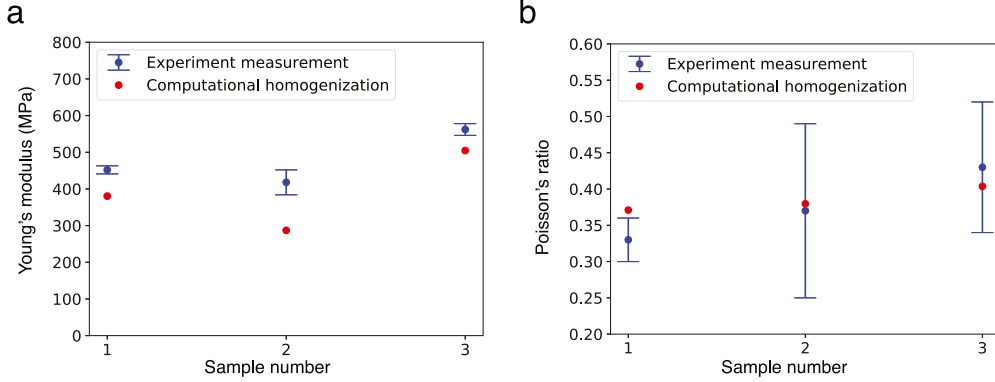 a
800
700
600
500
400
300
200
100
0
Young's modulus (MPa)
Experiment measurement
Computational homogenization
1
2
3
Sample number
b
0.60
0.55
0.50
0.45
0.40
0.35
0.30
0.25
0.20
Poisson's ratio
Experiment measurement
Computational homogenization
1
2
3
Sample number